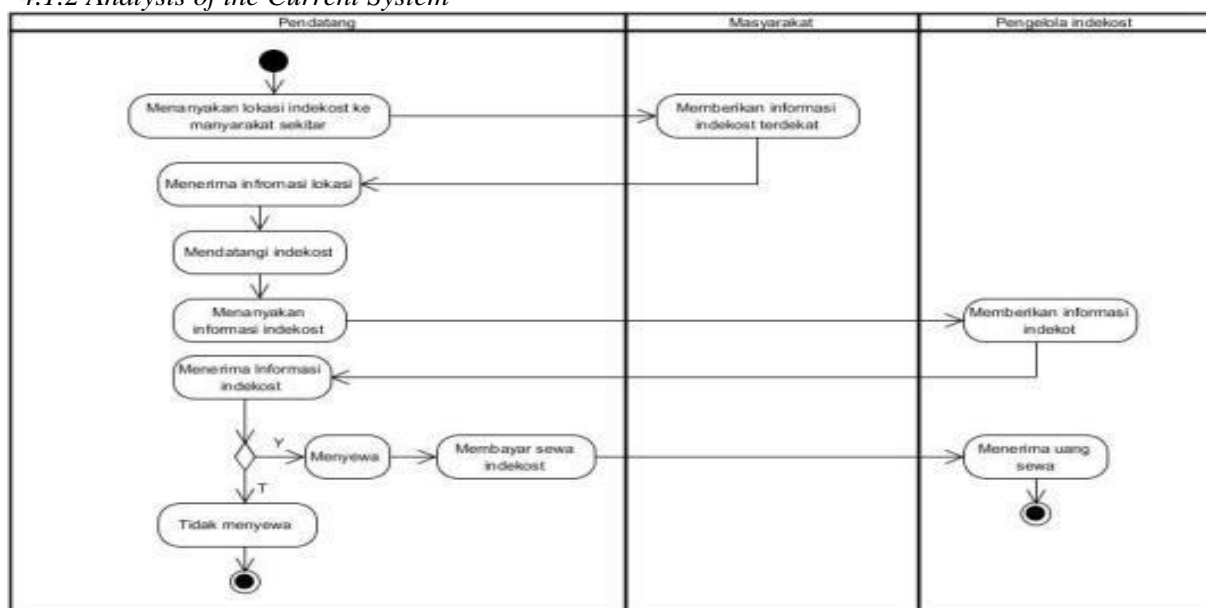 4.1.2 Analysis of the Current System
Pendatang
Masyarakat
Pengelola indekost
Menanyakan lokasi indekost ke
manyarakat sekitar
Memberikan informasi
indekost terdekat
Menerima infromasi lokasi
Mendatangi indekost
Menanyakan
informasi indekost
Memberikan informasi
indekot
Menerima Informasi
indekost
Y
Menyewa
Membayar sewa
indekost
Menerima uang
sewa
T
Tidak menyewa